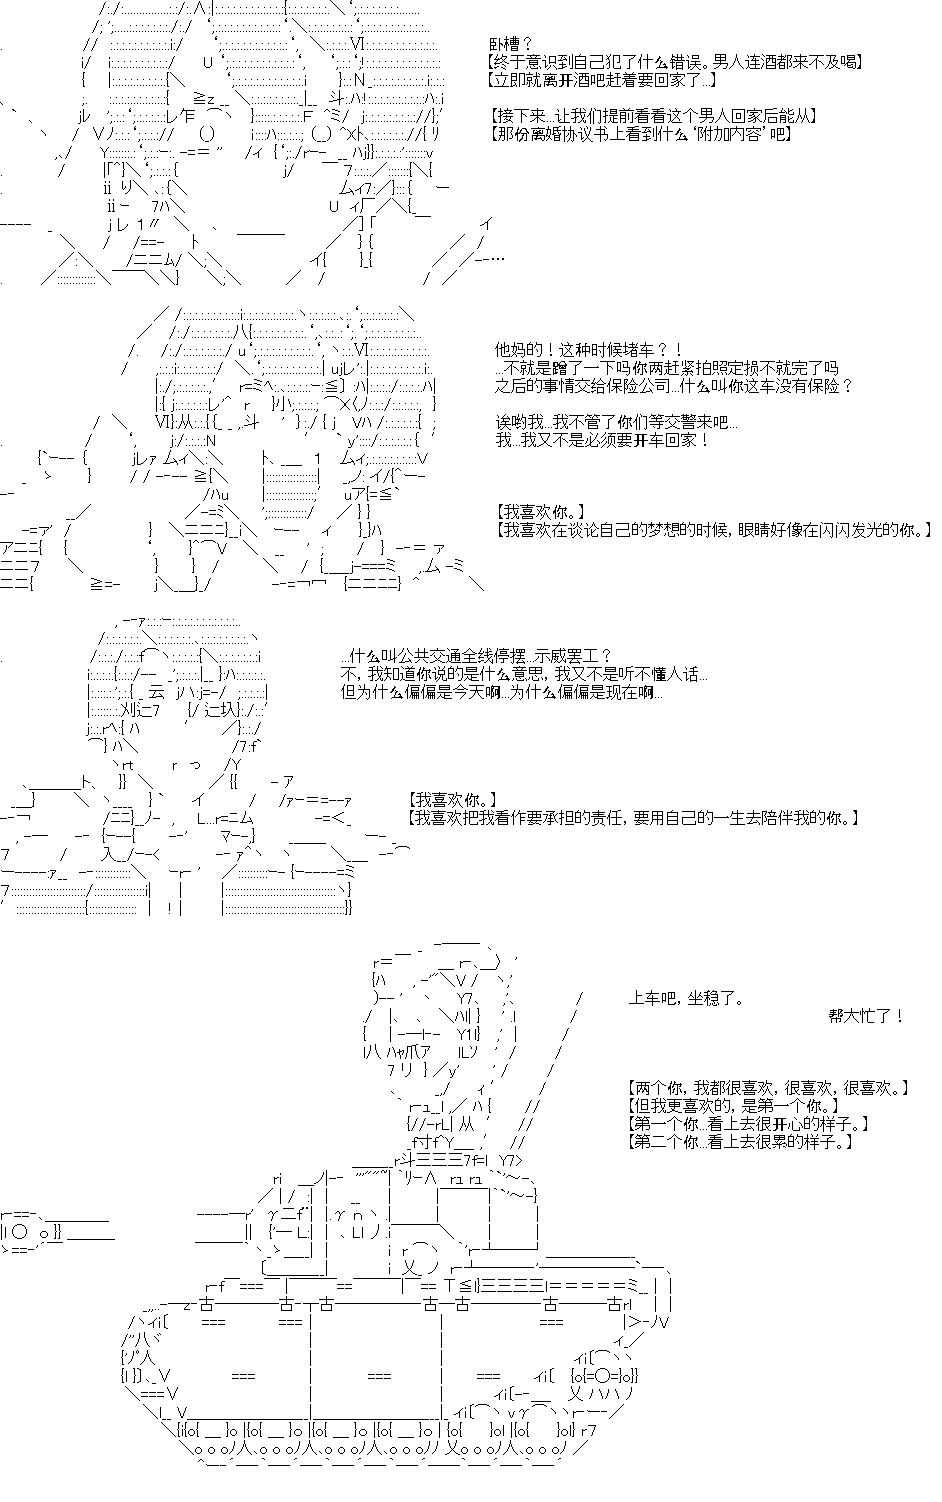 卧槽？
【终于意识到自己犯了什么错误。男人连酒都来不及喝】
【立即就离开酒吧赶着要回家了...】
【接下来...让我们提前看看这个男人回家后能从】
【那份离婚协议书上看到什么‘附加内容’吧】
他妈的！这种时候堵车？！
...不就是蹭了一下吗你两赶紧拍照定损不就完了吗
之后的事情交给保险公司...什么叫你这车没有保险？
诶哟我...我不管了你们等交警来吧...
我...我又不是必须要开车回家！
【我喜欢你。】
【我喜欢在谈论自己的梦想的时候，眼睛好像在闪闪发光的你。】
...什么叫公共交通全线停摆...示威罢工？
不，我知道你说的是什么意思，我又不是听不懂人话...
但为什么偏偏是今天啊...为什么偏偏是现在啊...
【我喜欢你。】
【我喜欢把我看作要承担的责任，要用自己的一生去陪伴我的你。】
上车吧，坐稳了。
帮大忙了！
【两个你，我都很喜欢，很喜欢，很喜欢。】
【但我更喜欢的，是第一个你。】
【第一个你...看上去很开心的样子。】
【第二个你...看上去很累的样子。】